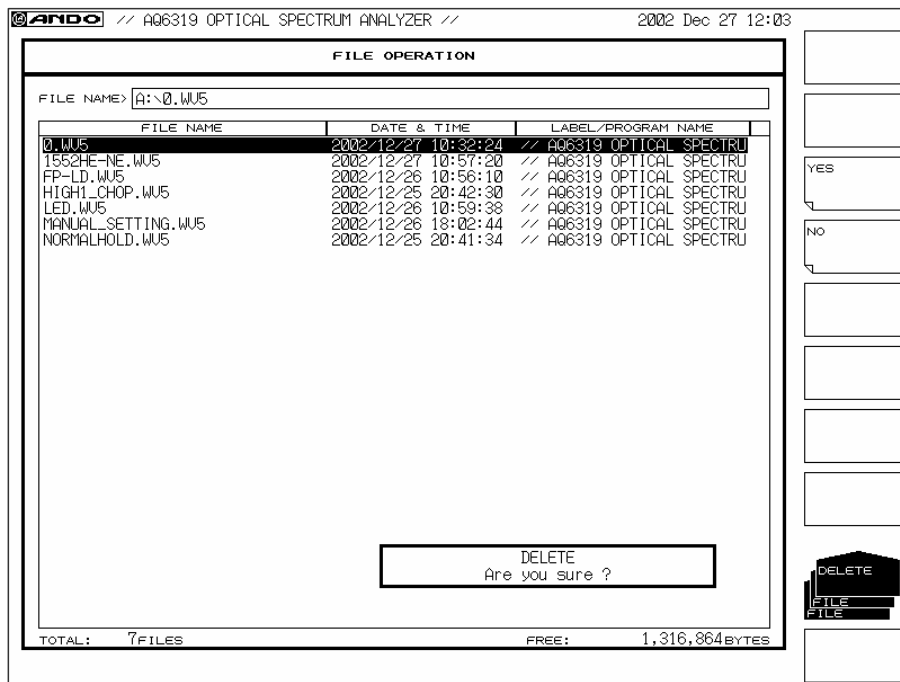 ANDO // AQ6319 OPTICAL SPECTRUM ANALYZER // 2002 Dec 27 12:03
FILE OPERATION
FILE NAME> A:\0.WV5
FILE NAME DATE & TIME LABEL/PROGRAM NAME
0.WV5 2002/12/27 10:32:24 // AQ6319 OPTICAL SPECTRU
1552HE-NE.WV5 2002/12/27 10:57:20 // AQ6319 OPTICAL SPECTRU
FP-LD.WV5 2002/12/26 10:56:10 // AQ6319 OPTICAL SPECTRU
HIGH1_CHOP.WV5 2002/12/25 20:42:30 // AQ6319 OPTICAL SPECTRU
LED.WV5 2002/12/26 10:59:38 // AQ6319 OPTICAL SPECTRU
MANUAL_SETTING.WV5 2002/12/26 18:02:44 // AQ6319 OPTICAL SPECTRU
NORMALHOLD.WV5 2002/12/25 20:41:34 // AQ6319 OPTICAL SPECTRU
DELETE
Are you sure ?
TOTAL: 7FILES FREE: 1,316,864BYTES
YES
NO
DELETE
FILE
FILE